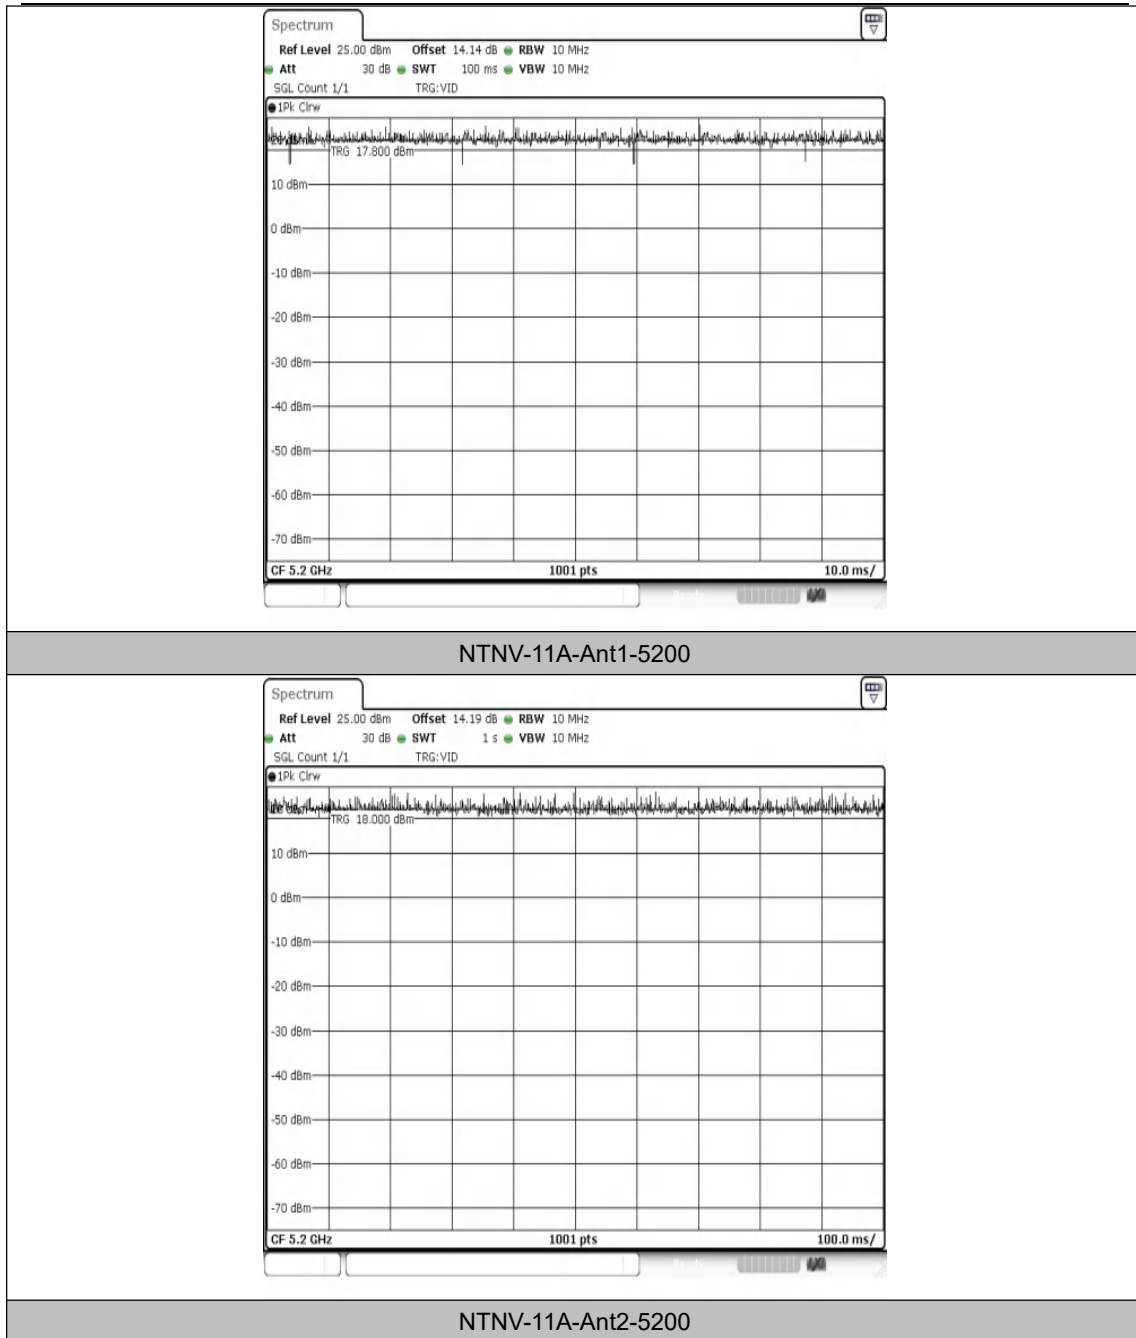 Spectrum
Ref Level 25.00 dBm Offset 14.14 dB RBW 10 MHz
Att 30 dB SWT 100 ms VBW 10 MHz
SGL Count 1/1 TRG:VID
1Pk Clrw
TRG 17.800 dBm
10 dBm
0 dBm
-10 dBm
-20 dBm
-30 dBm
-40 dBm
-50 dBm
-60 dBm
-70 dBm
CF 5.2 GHz 1001 pts 10.0 ms/
NTNV-11A-Ant1-5200
Spectrum
Ref Level 25.00 dBm Offset 14.19 dB RBW 10 MHz
Att 30 dB SWT 1 s VBW 10 MHz
SGL Count 1/1 TRG:VID
1Pk Clrw
TRG 18.000 dBm
10 dBm
0 dBm
-10 dBm
-20 dBm
-30 dBm
-40 dBm
-50 dBm
-60 dBm
-70 dBm
CF 5.2 GHz 1001 pts 100.0 ms/
NTNV-11A-Ant2-5200